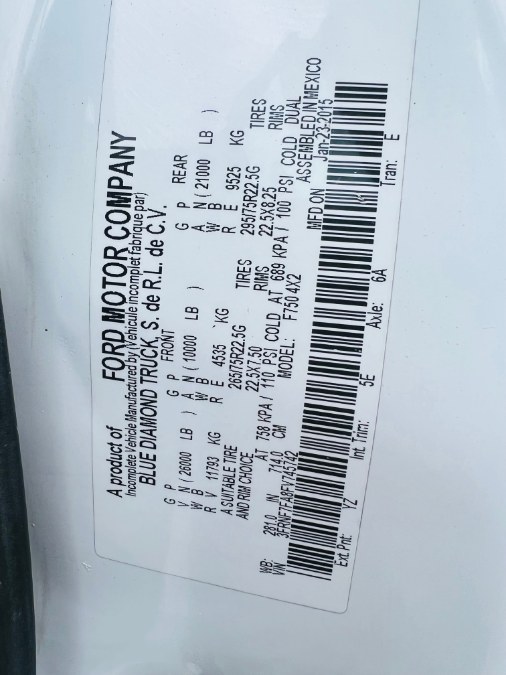 A product of FORD MOTOR COMPANY
Incomplete Vehicle Manufactured by (Vehicule incomplet fabrique par)
BLUE DIAMOND TRUCK, S. de R.L. de C.V.
FRONT REAR
G P G P G P
V N ( 26000 LB ) A N ( 10000 LB ) A N ( 21000 LB )
W B W B W B
R V 11793 KG R E 4535 KG R E 9525 KG
A SUITABLE TIRE 265/75R22.5G TIRES 295/75R22.5G TIRES
AND RIM CHOICE 22.5X7.50 RIMS 22.5X8.25 RIMS
AT 758 KPA / 110 PSI COLD AT 689 KPA / 100 PSI COLD DUAL
WB: 281.0 IN 714.0 CM MODEL: F750 4X2 ASSEMBLED IN MEXICO
VIN 3FRNF7FA8FV745742 MFD ON Jan-23-2015
Ext. Pnt: YZ Int. Trim: 5E Axle: 6A Tran: E